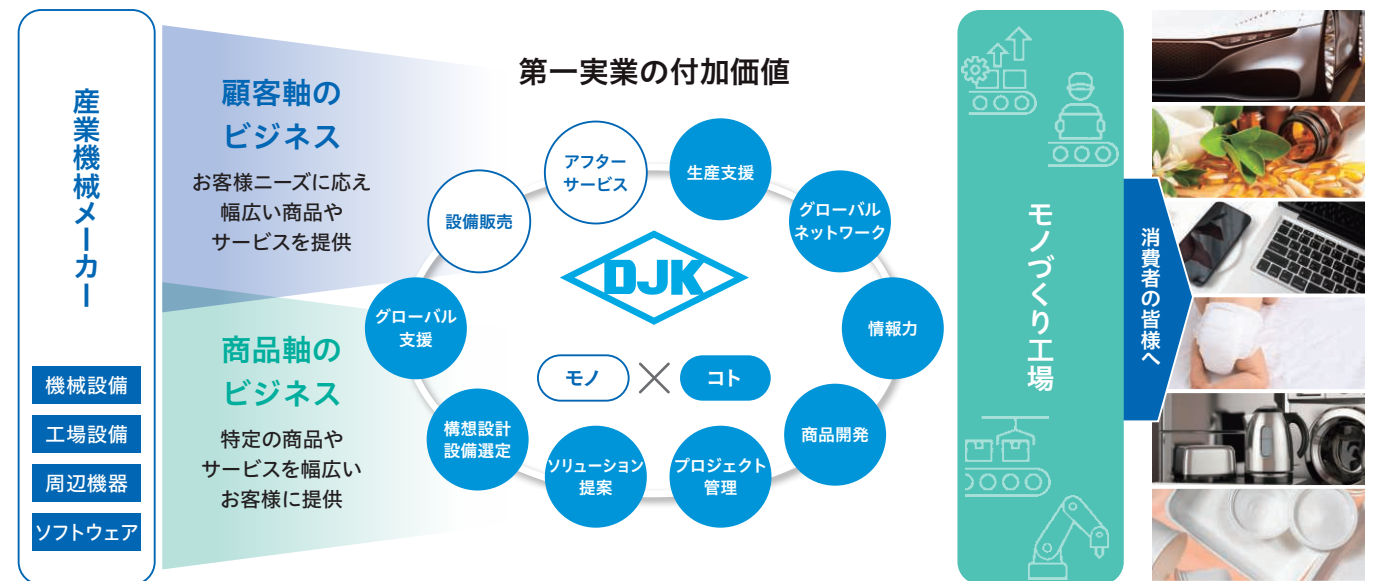 産業機械メーカー
機械設備
工場設備
周辺機器
ソフトウェア
顧客軸の
ビジネス
お客様ニーズに応え
幅広い商品や
サービスを提供
商品軸の
ビジネス
特定の商品や
サービスを幅広い
お客様に提供
第一実業の付加価値
アフター
サービス
生産支援
設備販売
グローバル
ネットワーク
DJK
グローバル
支援
情報力
モノ
コト
構想設計
設備選定
商品開発
ソリューション
提案
プロジェクト
管理
モノづくり工場
消費者の皆様へ